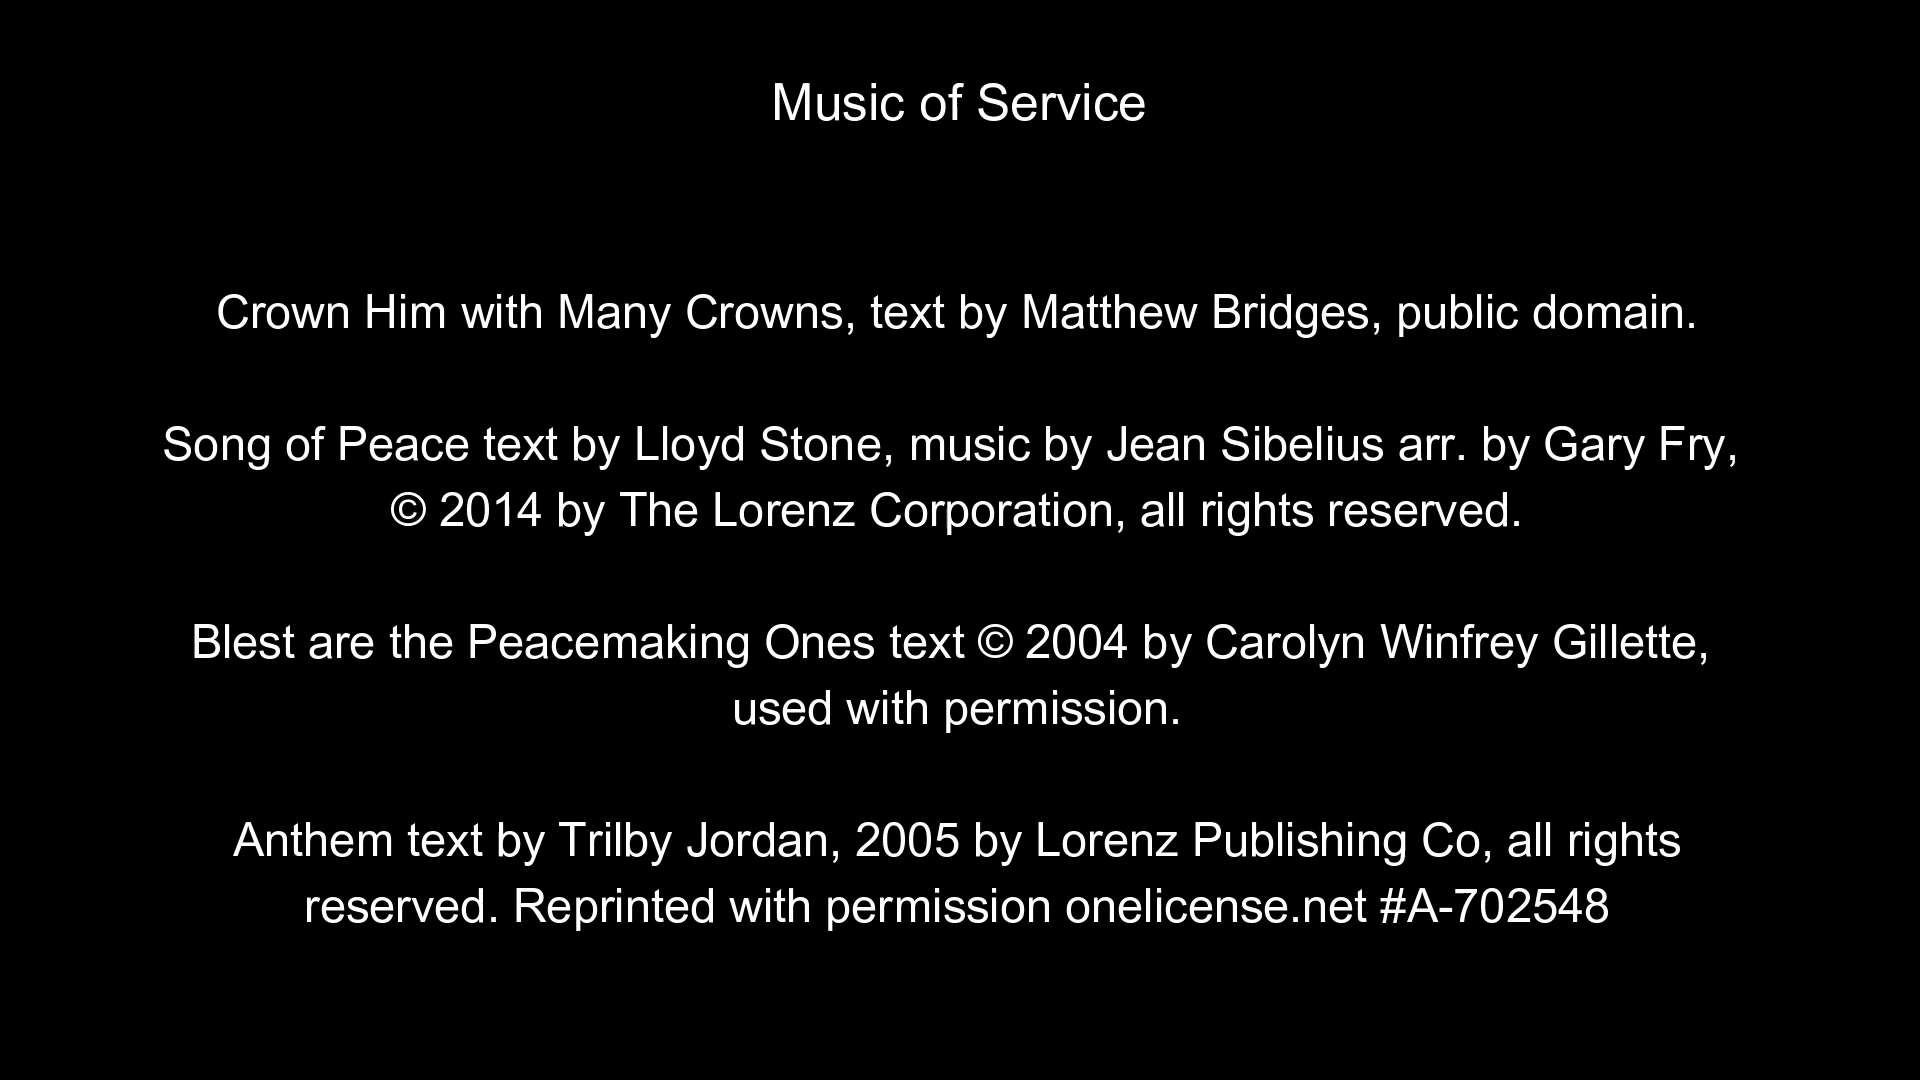 Music of Service
Crown Him with Many Crowns, text by Matthew Bridges, public domain.
Song of Peace text by Lloyd Stone, music by Jean Sibelius arr. by Gary Fry,
© 2014 by The Lorenz Corporation, all rights reserved.
Blest are the Peacemaking Ones text © 2004 by Carolyn Winfrey Gillette,
used with permission.
Anthem text by Trilby Jordan, 2005 by Lorenz Publishing Co, all rights
reserved. Reprinted with permission onelicense.net #A-702548